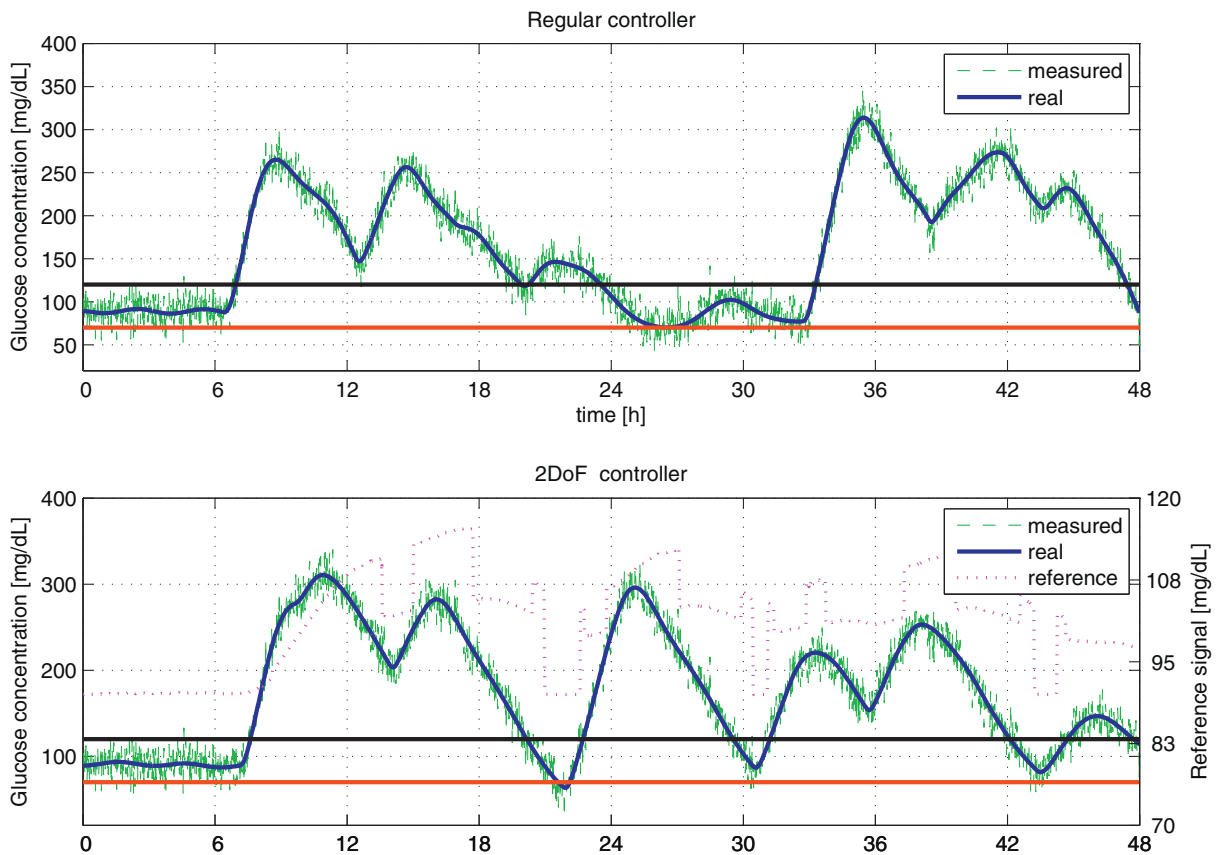 Regular controller
Glucose concentration [mg/dL]
400
350
300
250
200
150
100
50
measured
real
0 6 12 18 24 30 36 42 48
time [h]
2DoF controller
Glucose concentration [mg/dL]
400
300
200
100
measured
real
reference
120
108
95
83
70
Reference signal [mg/dL]
0 6 12 18 24 30 36 42 48